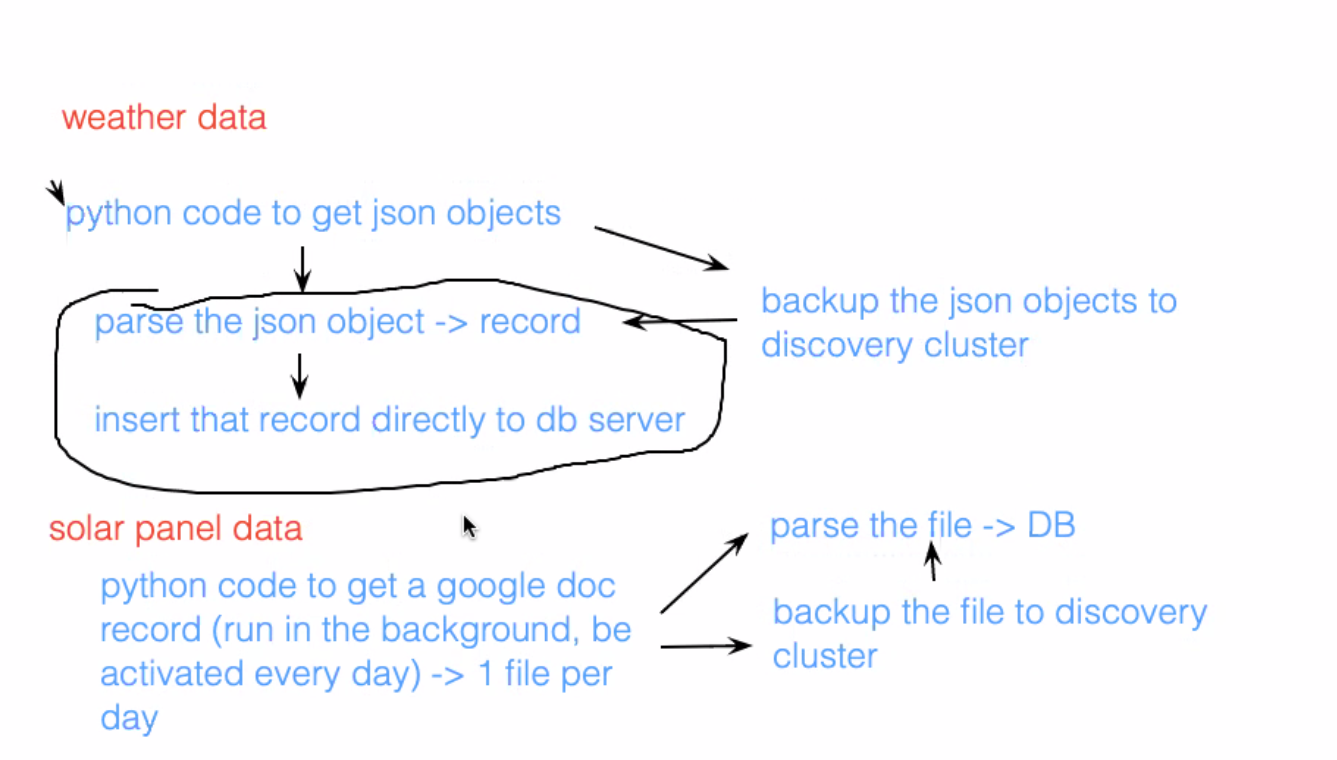 weather data
python code to get json objects
backup the json objects to
discovery cluster
parse the json object -> record
insert that record directly to db server
solar panel data
python code to get a google doc
record (run in the background, be
activated every day) -> 1 file per
day
parse the file -> DB
backup the file to discovery
cluster